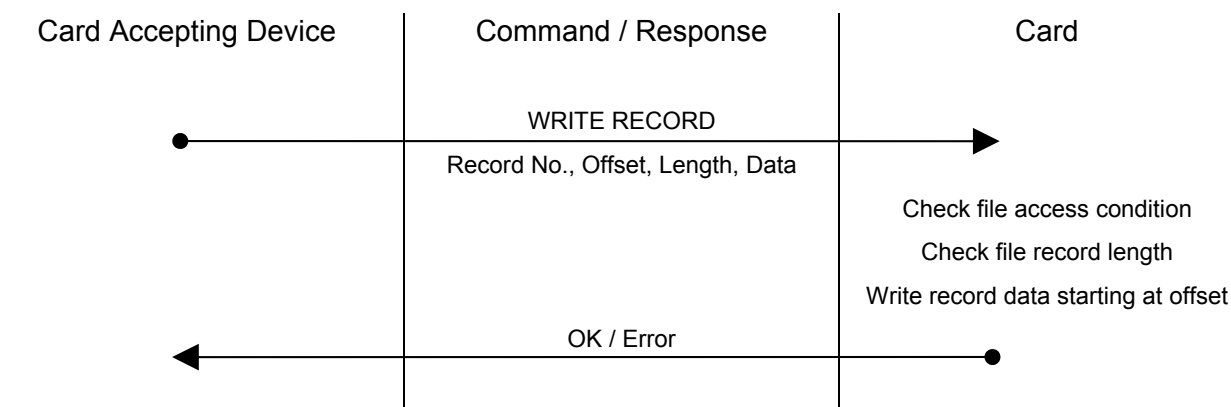 Card Accepting Device
Command / Response
Card
WRITE RECORD
Record No., Offset, Length, Data
Check file access condition
Check file record length
Write record data starting at offset
OK / Error